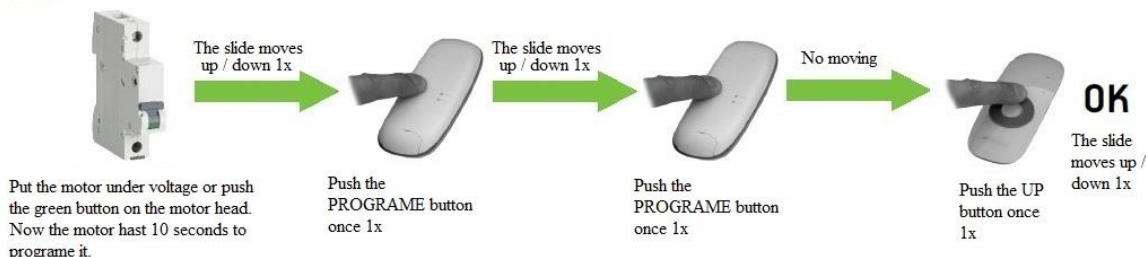 The slide moves
up / down 1x
The slide moves
up / down 1x
No moving
OK
The slide
moves up /
down 1x
Put the motor under voltage or push
the green button on the motor head.
Now the motor hast 10 seconds to
programe it.
Push the
PROGRAME button
once 1x
Push the
PROGRAME button
once 1x
Push the UP
button once
1x